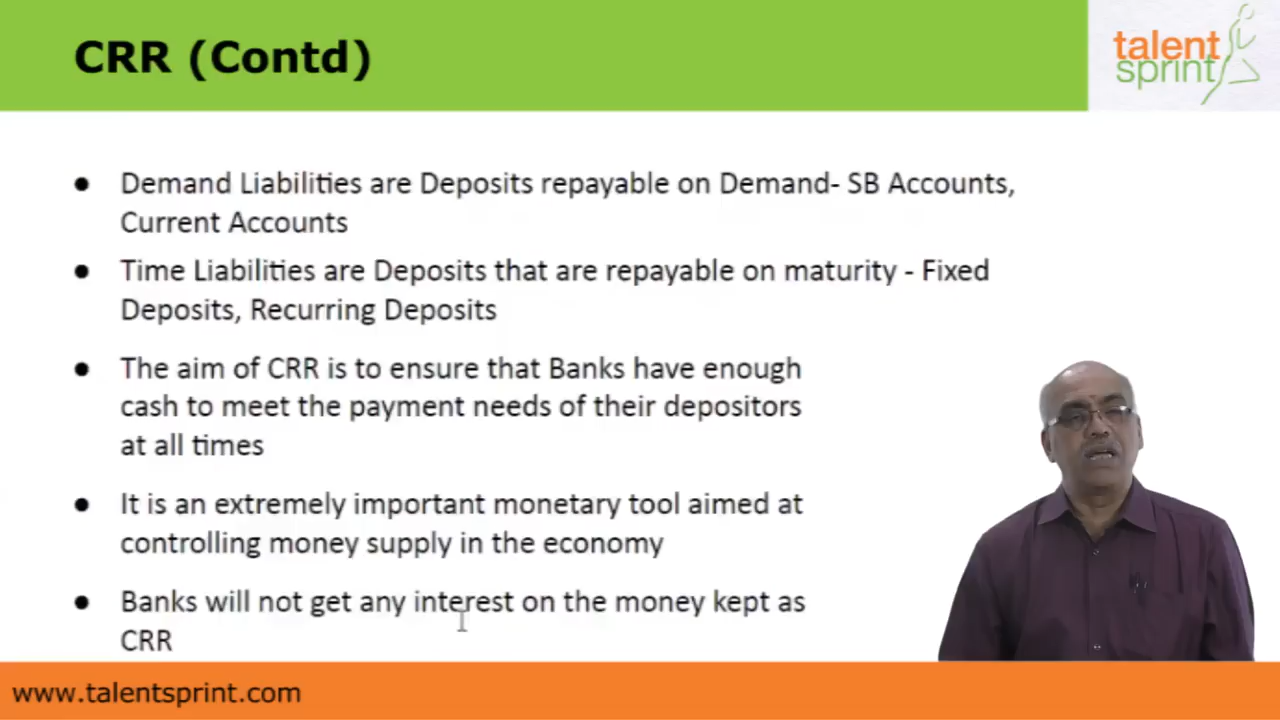 CRR (Contd)
talent
sprint
● Demand Liabilities are Deposits repayable on Demand- SB Accounts,
Current Accounts
● Time Liabilities are Deposits that are repayable on maturity - Fixed
Deposits, Recurring Deposits
● The aim of CRR is to ensure that Banks have enough
cash to meet the payment needs of their depositors
at all times
● It is an extremely important monetary tool aimed at
controlling money supply in the economy
● Banks will not get any interest on the money kept as
CRR
www.talentsprint.com